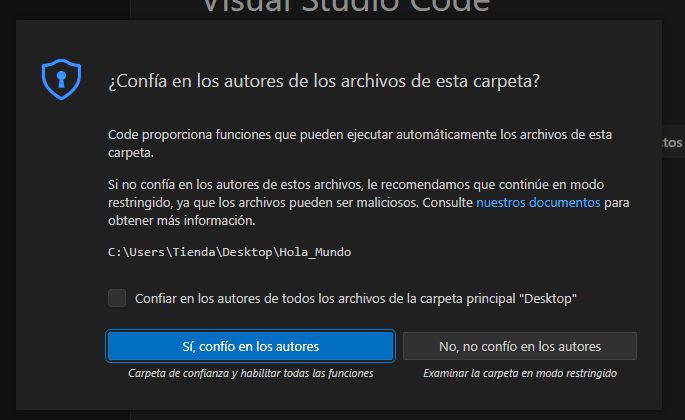 Visual Studio Code
¿Confía en los autores de los archivos de esta carpeta?
Code proporciona funciones que pueden ejecutar automáticamente los archivos de esta
carpeta.
Si no confía en los autores de estos archivos, le recomendamos que continúe en modo
restringido, ya que los archivos pueden ser maliciosos. Consulte nuestros documentos para
obtener más información.
C:\Users\Tienda\Desktop\Hola_Mundo
Confiar en los autores de todos los archivos de la carpeta principal "Desktop"
Sí, confío en los autores
No, no confío en los autores
Carpeta de confianza y habilitar todas las funciones
Examinar la carpeta en modo restringido